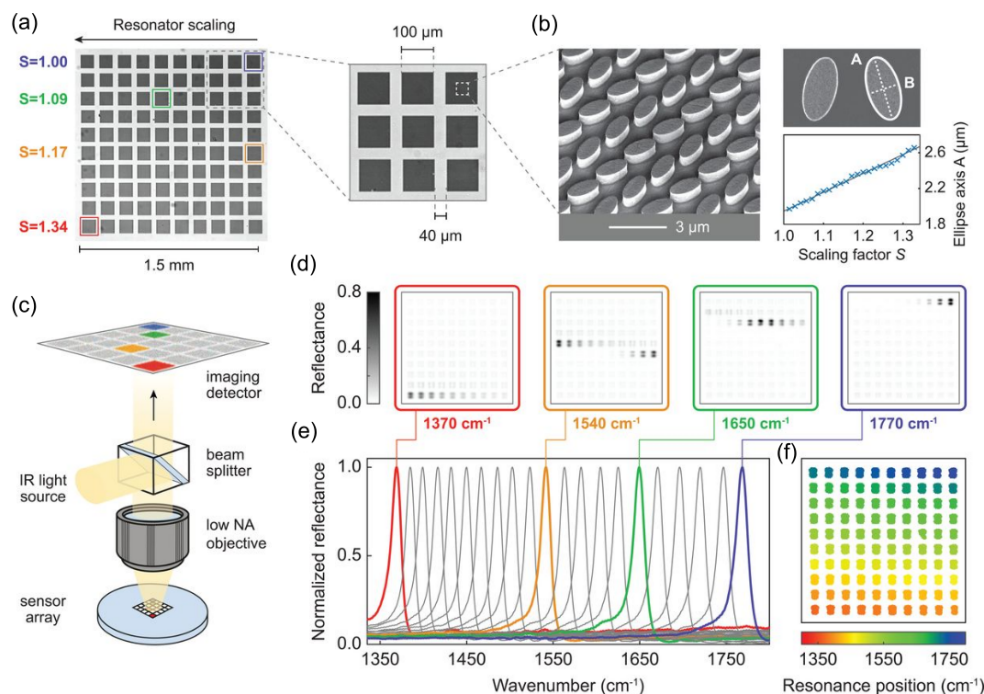 (a)
Resonator scaling
S=1.00
S=1.09
S=1.17
S=1.34
1.5 mm
100 μm
40 μm
(b)
3 μm
A
B
2.6
2.2
1.8
Ellipse axis A (μm)
1.0
1.1
1.2
1.3
Scaling factor S
(c)
imaging
detector
beam
splitter
IR light
source
low NA
objective
sensor
array
(d)
0.8
0.4
0.0
Reflectance
1370 cm⁻¹
1540 cm⁻¹
1650 cm⁻¹
1770 cm⁻¹
(e)
1.0
0.5
0.0
Normalized reflectance
1350
1450
1550
1650
1750
Wavenumber (cm⁻¹)
(f)
1350
1550
1750
Resonance position (cm⁻¹)